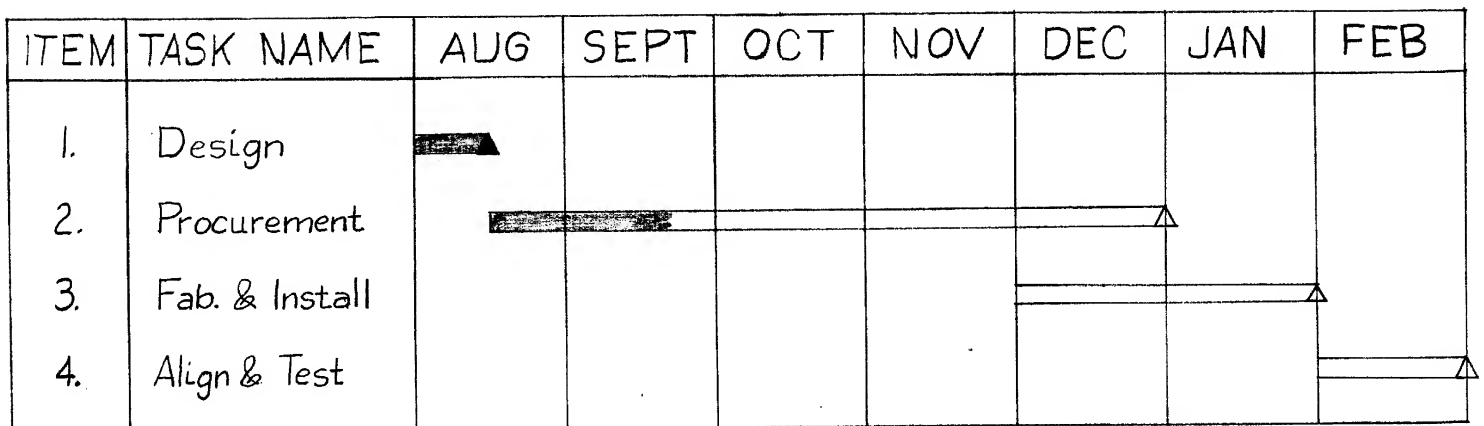 ITEM TASK NAME AUG SEPT OCT NOV DEC JAN FEB
1. Design
2. Procurement
3. Fab. & Install
4. Align & Test